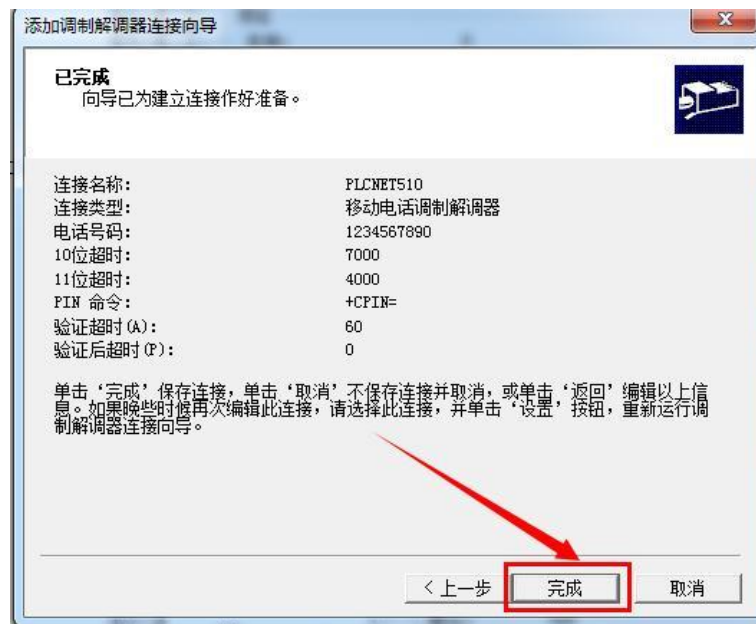 添加调制解调器连接向导
已完成
向导已为建立连接作好准备。
连接名称: PLCNET510
连接类型: 移动电话调制解调器
电话号码: 1234567890
10位超时: 7000
11位超时: 4000
PIN 命令: +CPIN=
验证超时(A): 60
验证后超时(P): 0
单击‘完成’保存连接，单击‘取消’不保存连接并取消，或单击‘返回’编辑以上信
息。如果晚些时候再次编辑此连接，请选择此连接，并单击‘设置’按钮，重新运行调
制解调器连接向导。
< 上一步 完成 取消